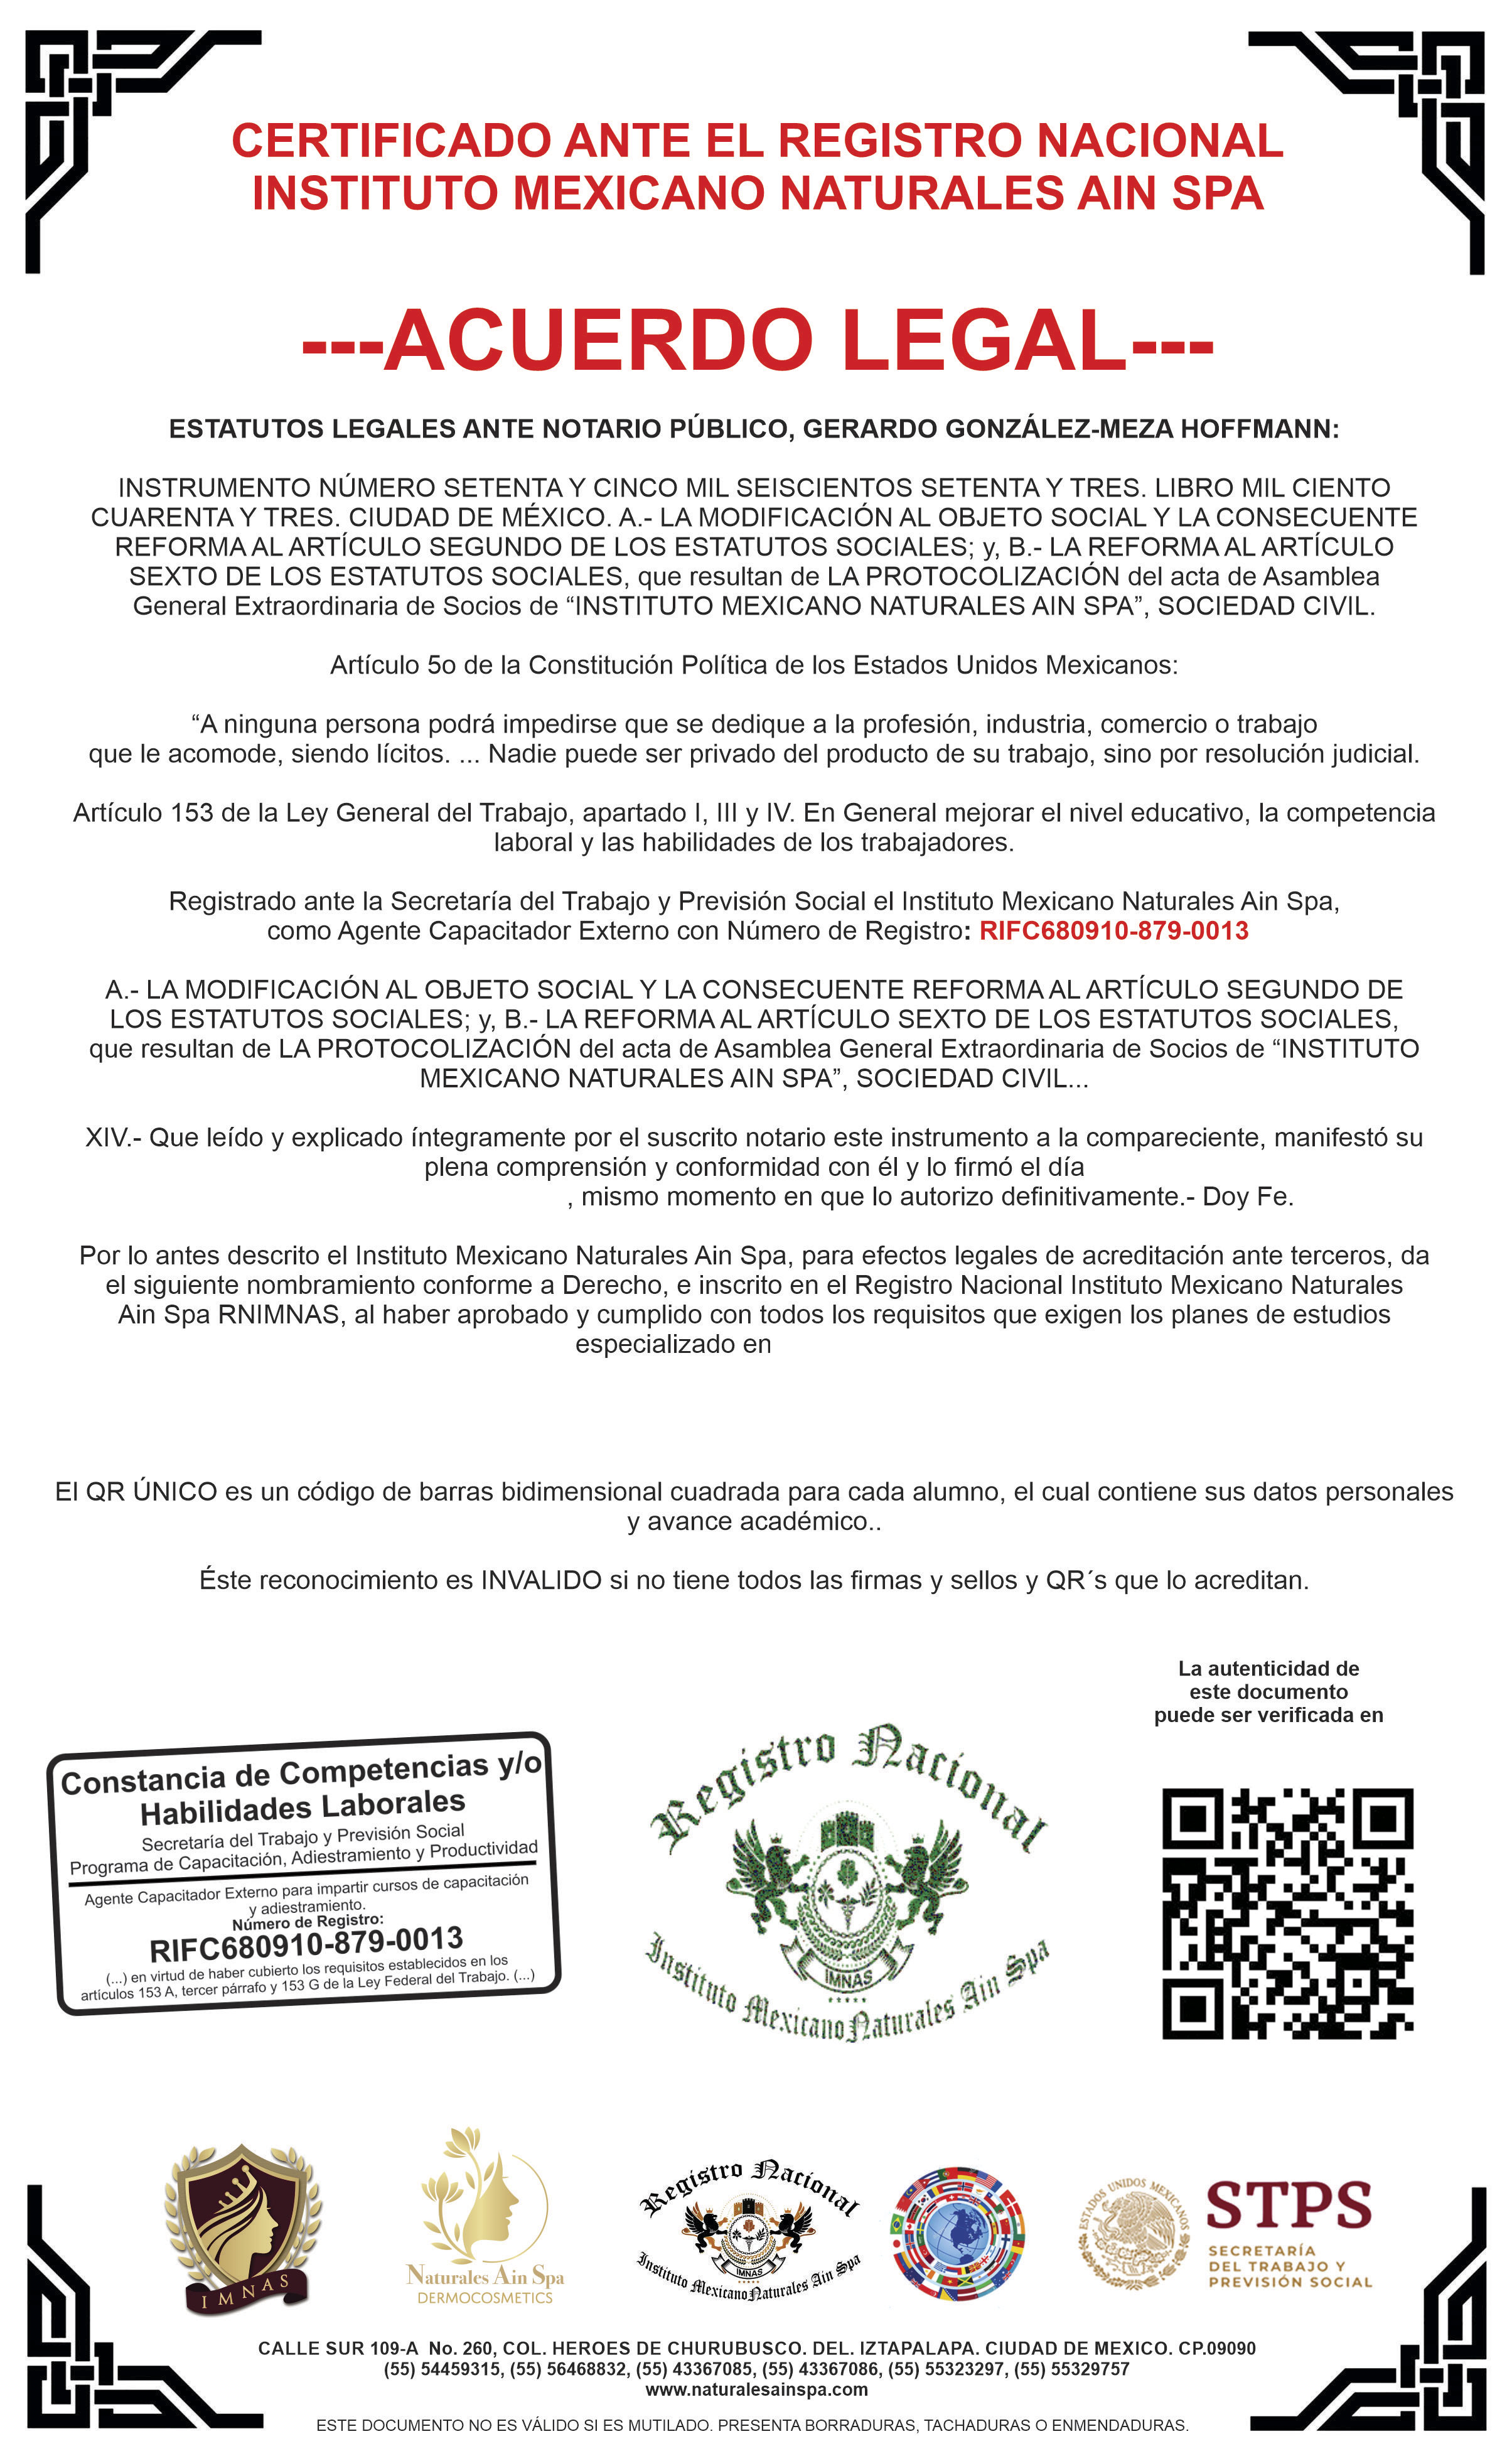 CERTIFICADO ANTE EL REGISTRO NACIONAL
INSTITUTO MEXICANO NATURALES AIN SPA
---ACUERDO LEGAL---
ESTATUTOS LEGALES ANTE NOTARIO PÚBLICO, GERARDO GONZÁLEZ-MEZA HOFFMANN:
INSTRUMENTO NÚMERO SETENTA Y CINCO MIL SEISCIENTOS SETENTA Y TRES. LIBRO MIL CIENTO
CUARENTA Y TRES. CIUDAD DE MÉXICO. A.- LA MODIFICACIÓN AL OBJETO SOCIAL Y LA CONSECUENTE
REFORMA AL ARTÍCULO SEGUNDO DE LOS ESTATUTOS SOCIALES; y, B.- LA REFORMA AL ARTÍCULO
SEXTO DE LOS ESTATUTOS SOCIALES, que resultan de LA PROTOCOLIZACIÓN del acta de Asamblea
General Extraordinaria de Socios de “INSTITUTO MEXICANO NATURALES AIN SPA”, SOCIEDAD CIVIL.
Artículo 5o de la Constitución Política de los Estados Unidos Mexicanos:
“A ninguna persona podrá impedirse que se dedique a la profesión, industria, comercio o trabajo
que le acomode, siendo lícitos. ... Nadie puede ser privado del producto de su trabajo, sino por resolución judicial.
Artículo 153 de la Ley General del Trabajo, apartado I, III y IV. En General mejorar el nivel educativo, la competencia
laboral y las habilidades de los trabajadores.
Registrado ante la Secretaría del Trabajo y Previsión Social el Instituto Mexicano Naturales Ain Spa,
como Agente Capacitador Externo con Número de Registro: RIFC680910-879-0013
A.- LA MODIFICACIÓN AL OBJETO SOCIAL Y LA CONSECUENTE REFORMA AL ARTÍCULO SEGUNDO DE
LOS ESTATUTOS SOCIALES; y, B.- LA REFORMA AL ARTÍCULO SEXTO DE LOS ESTATUTOS SOCIALES,
que resultan de LA PROTOCOLIZACIÓN del acta de Asamblea General Extraordinaria de Socios de “INSTITUTO
MEXICANO NATURALES AIN SPA”, SOCIEDAD CIVIL...
XIV.- Que leído y explicado íntegramente por el suscrito notario este instrumento a la compareciente, manifestó su
plena comprensión y conformidad con él y lo firmó el día
, mismo momento en que lo autorizo definitivamente.- Doy Fe.
Por lo antes descrito el Instituto Mexicano Naturales Ain Spa, para efectos legales de acreditación ante terceros, da
el siguiente nombramiento conforme a Derecho, e inscrito en el Registro Nacional Instituto Mexicano Naturales
Ain Spa RNIMNAS, al haber aprobado y cumplido con todos los requisitos que exigen los planes de estudios
especializado en
El QR ÚNICO es un código de barras bidimensional cuadrada para cada alumno, el cual contiene sus datos personales
y avance académico..
Éste reconocimiento es INVALIDO si no tiene todos las firmas y sellos y QR´s que lo acreditan.
La autenticidad de
este documento
puede ser verificada en
Constancia de Competencias y/o
Habilidades Laborales
Secretaría del Trabajo y Previsión Social
Programa de Capacitación, Adiestramiento y Productividad
Agente Capacitador Externo para impartir cursos de capacitación
y adiestramiento.
Número de Registro:
RIFC680910-879-0013
(...) en virtud de haber cubierto los requisitos establecidos en los
artículos 153 A, tercer párrafo y 153 G de la Ley Federal del Trabajo. (...)
Registro Nacional
IMNAS
Instituto Mexicano Naturales Ain Spa
IMNAS
Naturales Ain Spa
DERMOCOSMETICS
Registro Nacional
IMNAS
Instituto Mexicano Naturales Ain Spa
ESTADOS UNIDOS MEXICANOS
STPS
SECRETARÍA
DEL TRABAJO Y
PREVISIÓN SOCIAL
CALLE SUR 109-A No. 260, COL. HEROES DE CHURUBUSCO. DEL. IZTAPALAPA. CIUDAD DE MEXICO. CP.09090
(55) 54459315, (55) 56468832, (55) 43367085, (55) 43367086, (55) 55323297, (55) 55329757
www.naturalesainspa.com
ESTE DOCUMENTO NO ES VÁLIDO SI ES MUTILADO. PRESENTA BORRADURAS, TACHADURAS O ENMENDADURAS.